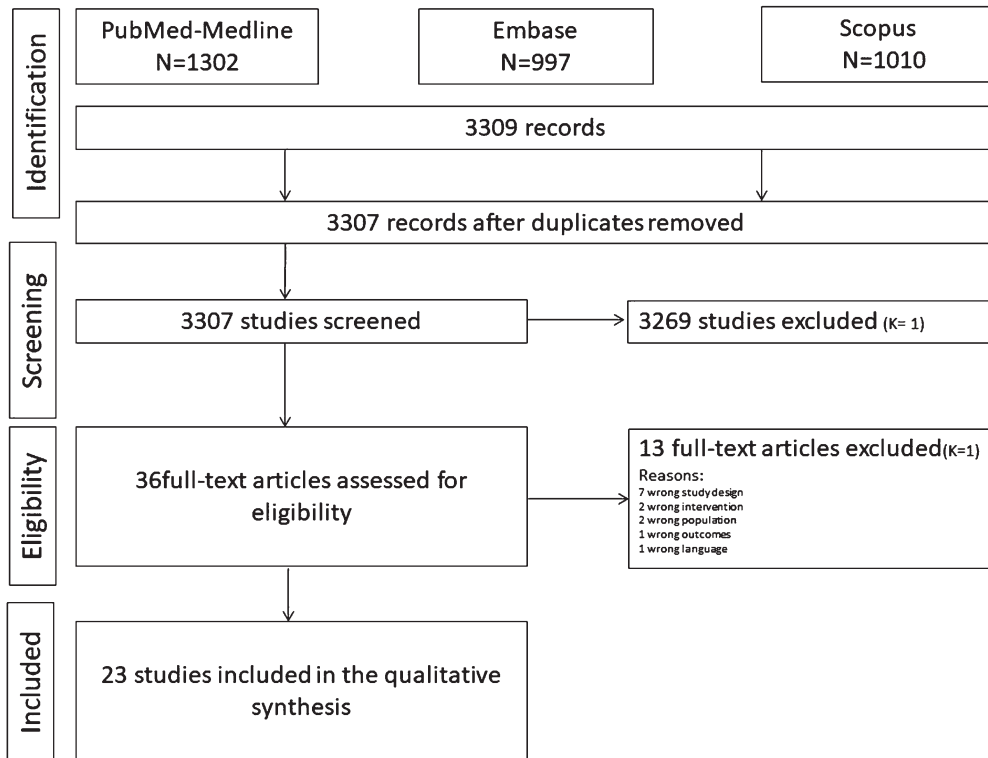 Identification
PubMed-Medline
N=1302
Embase
N=997
Scopus
N=1010
3309 records
3307 records after duplicates removed
Screening
3307 studies screened
3269 studies excluded (K= 1)
Eligibility
36full-text articles assessed for
eligibility
13 full-text articles excluded(K=1)
Reasons:
7 wrong study design
2 wrong intervention
2 wrong population
1 wrong outcomes
1 wrong language
Included
23 studies included in the qualitative
synthesis